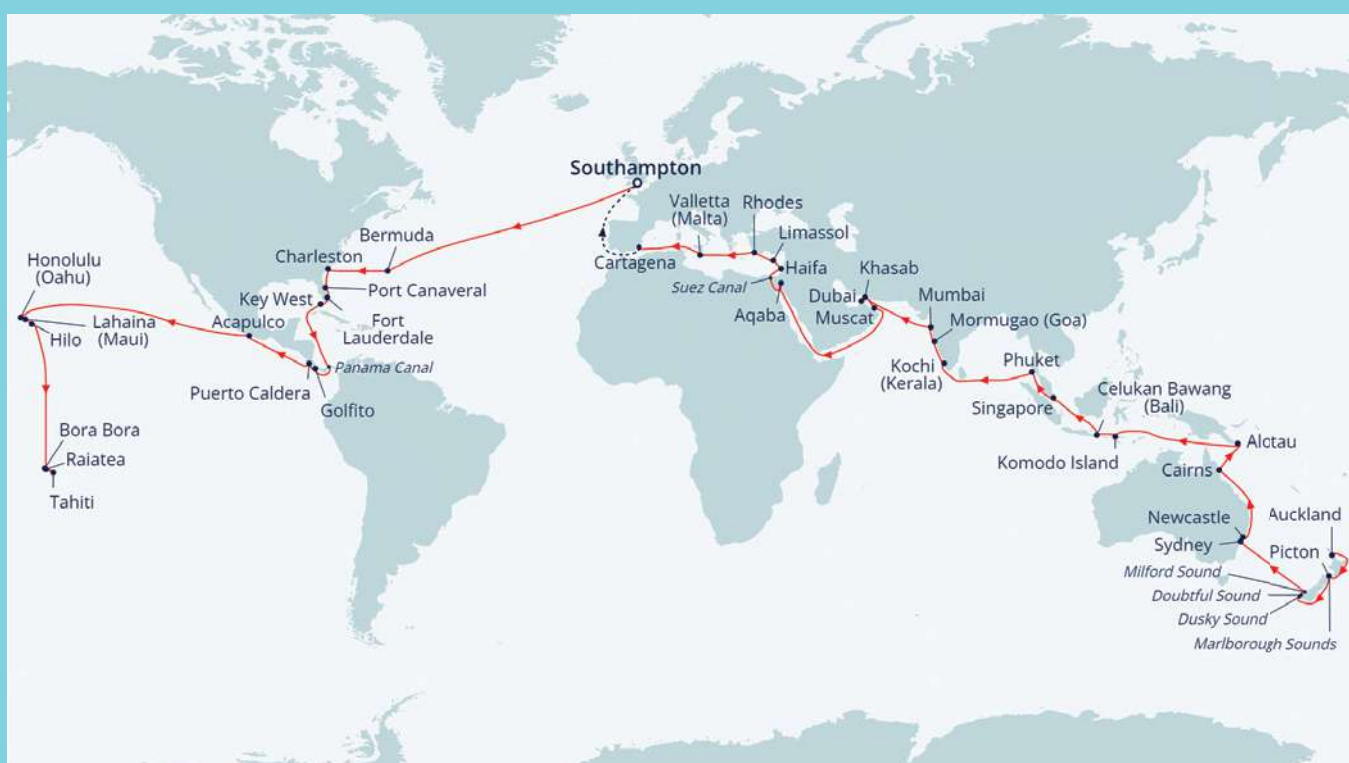 Southampton
Bermuda
Charleston
Port Canaveral
Fort
Lauderdale
Key West
Panama Canal
Golfito
Puerto Caldera
Acapulco
Honolulu
(Oahu)
Lahaina
(Maui)
Hilo
Bora Bora
Raiatea
Tahiti
Auckland
Picton
Marlborough Sounds
Dusky Sound
Doubtful Sound
Milford Sound
Sydney
Newcastle
Cairns
Alotau
Komodo Island
Celukan Bawang
(Bali)
Singapore
Phuket
Kochi
(Kerala)
Mormugao (Goa)
Mumbai
Khasab
Dubai
Muscat
Aqaba
Suez Canal
Haifa
Limassol
Rhodes
Valletta
(Malta)
Cartagena